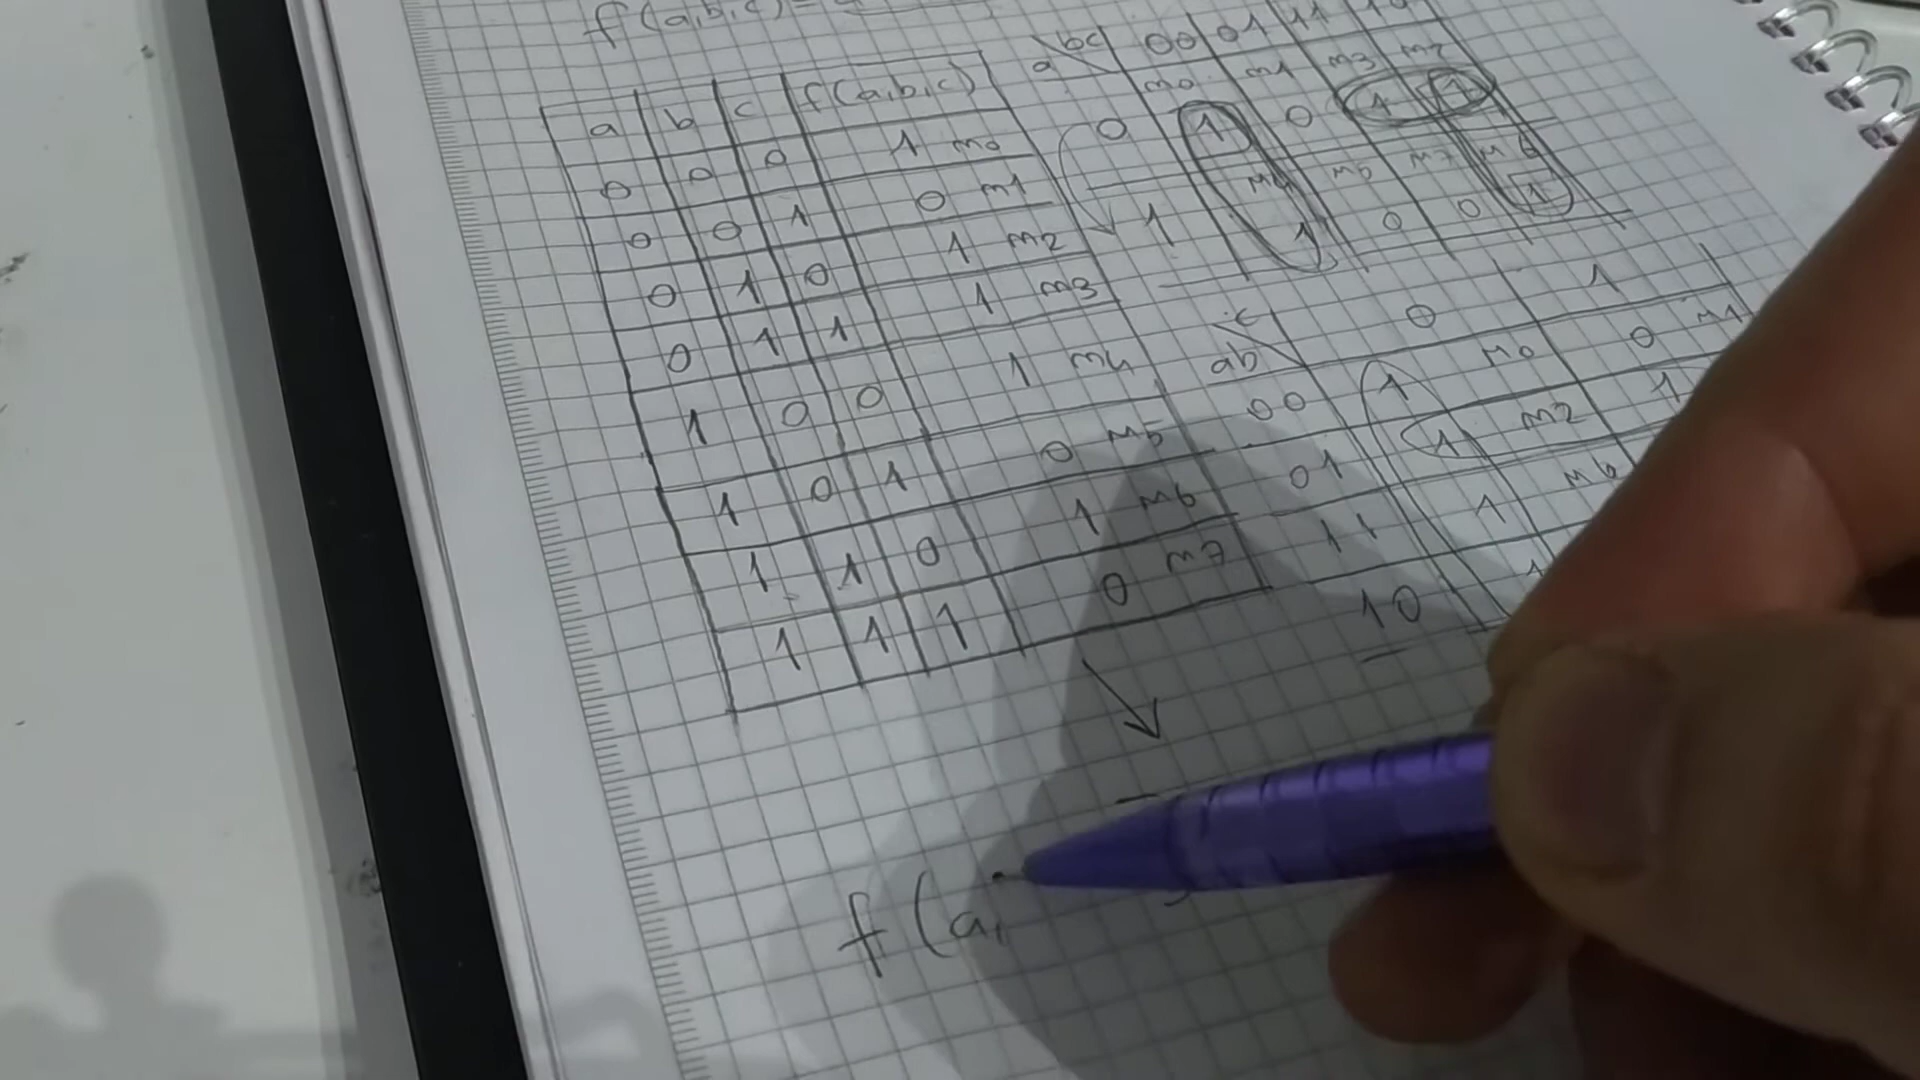 f(a,b,c)=
a b c f(a,b,c)
0 0 0 1 m0
0 0 1 0 m1
0 1 0 1 m2
0 1 1 1 m3
1 0 0 1 m4
1 0 1 0 m5
1 1 0 1 m6
1 1 1 0 m7
a bc 00 01 11 10
m0 m1 m3 m2
0 1 0 1 1
m4 m5 m7 m6
1 1 0 0 1
ab c 0 1
00 1 m0 0 m1
01 1 m2 1
11 1 m6
10 1
f(a,